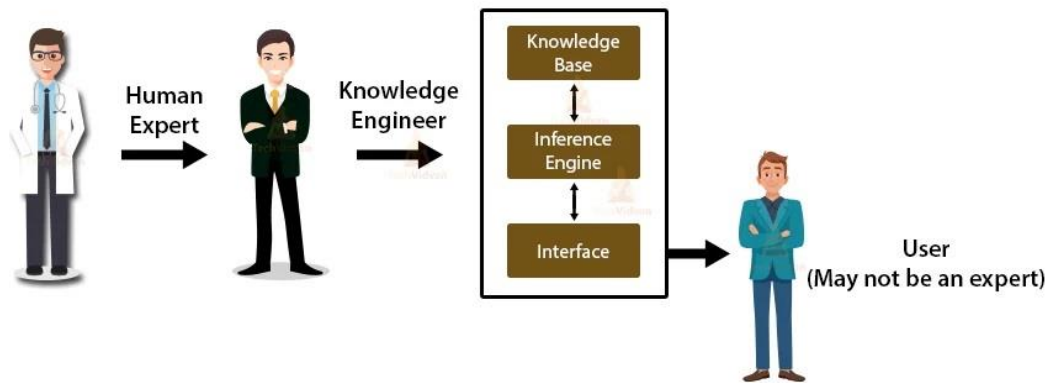 Human
Expert
Knowledge
Engineer
Knowledge
Base
Inference
Engine
Interface
User
(May not be an expert)